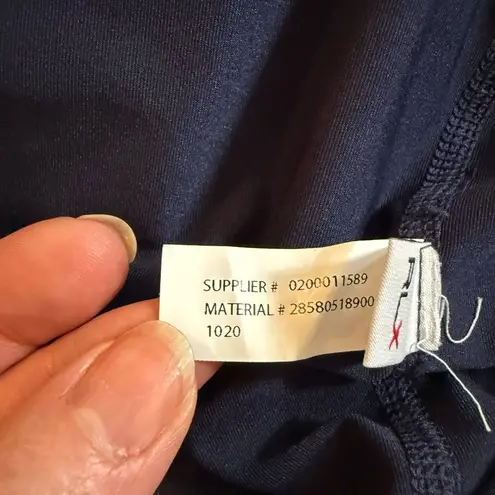 SUPPLIER # 0200011589
MATERIAL # 28580518900
1020